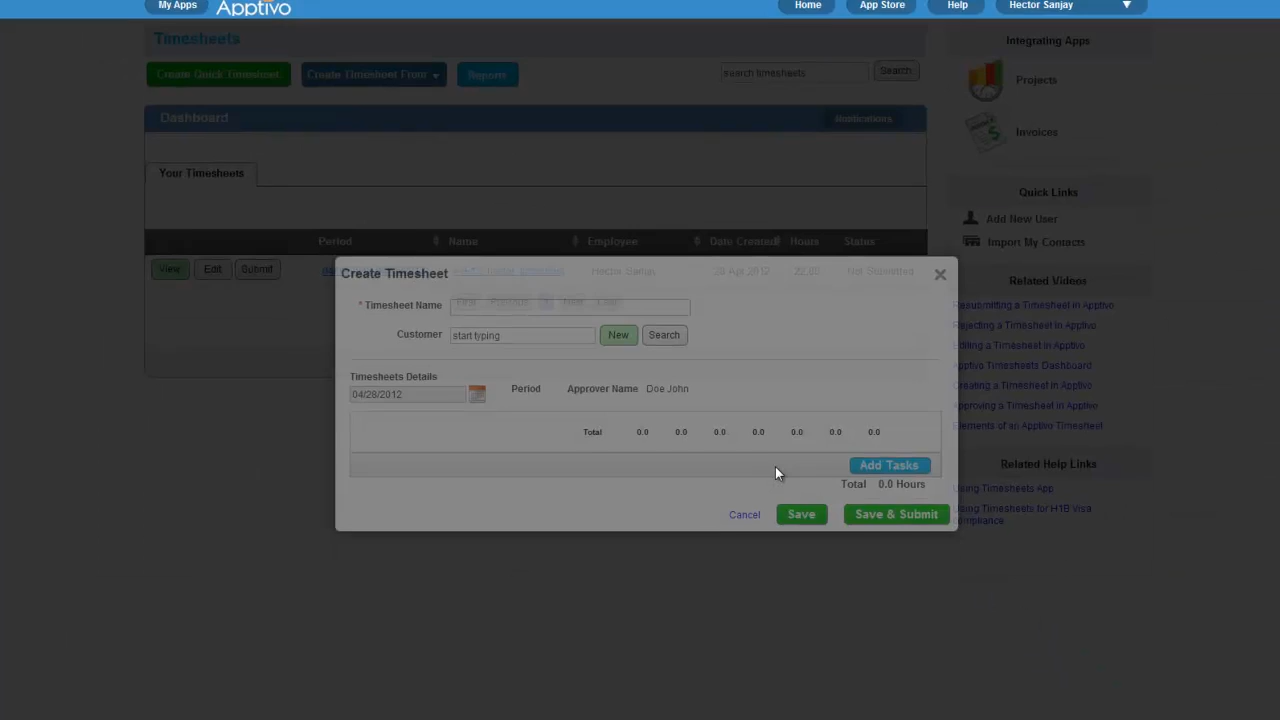 My Apps Apptivo Home App Store Help Hector Sanjay
Timesheets
Create Quick Timesheet Create Timesheet From Reports search timesheets Search
Dashboard Notifications
Your Timesheets
Period Name Employee Date Created Hours Status
View Edit Submit Hector Sanjay 28 Apr 2012 22.00 Not Submitted
First Previous 1 Next Last
Create Timesheet
* Timesheet Name
Customer start typing New Search
Timesheets Details
04/28/2012 Period Approver Name Doe John
Total 0.0 0.0 0.0 0.0 0.0 0.0 0.0
Add Tasks
Total 0.0 Hours
Cancel Save Save & Submit
Integrating Apps
Projects
Invoices
Quick Links
Add New User
Import My Contacts
Related Videos
Resubmitting a Timesheet in Apptivo
Rejecting a Timesheet in Apptivo
Editing a Timesheet in Apptivo
Apptivo Timesheets Dashboard
Creating a Timesheet in Apptivo
Approving a Timesheet in Apptivo
Elements of an Apptivo Timesheet
Related Help Links
Using Timesheets App
Using Timesheets for H1B Visa
compliance